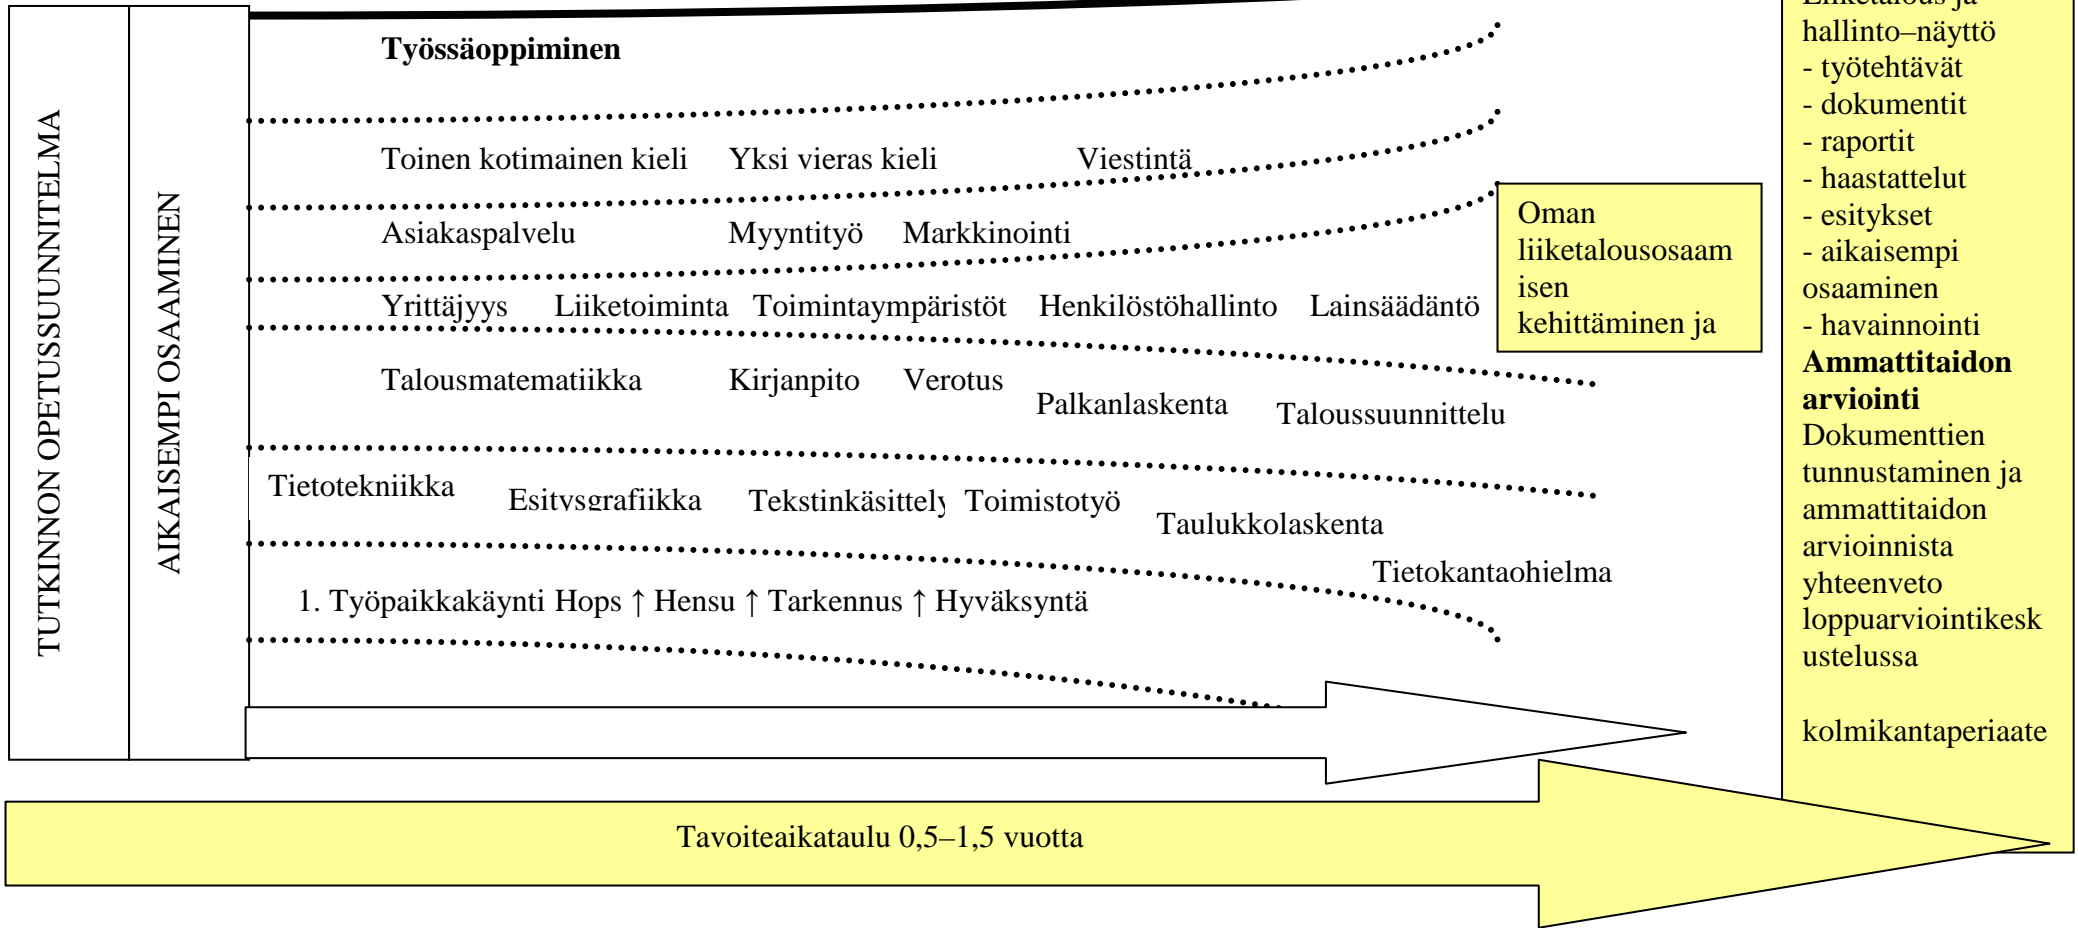 TUTKINNON OPETUSSUUNNITELMA
AIKAISEMPI OSAAMINEN
Työssäoppiminen
Toinen kotimainen kieli Yksi vieras kieli Viestintä
Asiakaspalvelu Myyntityö Markkinointi
Yrittäjyys Liiketoiminta Toimintaympäristöt Henkilöstöhallinto Lainsäädäntö
Talousmatematiikka Kirjanpito Verotus
Palkanlaskenta Taloussuunnittelu
Tietotekniikka Esitysgrafiikka Tekstinkäsittely Toimistotyö
Taulukkolaskenta
Tietokantaohjelma
1. Työpaikkakäynti Hops ↑ Hensu ↑ Tarkennus ↑ Hyväksyntä
Oman
liiketalousosaam
isen
kehittäminen ja
Liiketalous ja
hallinto–näyttö
- työtehtävät
- dokumentit
- raportit
- haastattelut
- esitykset
- aikaisempi
osaaminen
- havainnointi
Ammattitaidon
arviointi
Dokumenttien
tunnustaminen ja
ammattitaidon
arvioinnista
yhteenveto
loppuarviointikesk
ustelussa
kolmikantaperiaate
Tavoiteaikataulu 0,5–1,5 vuotta